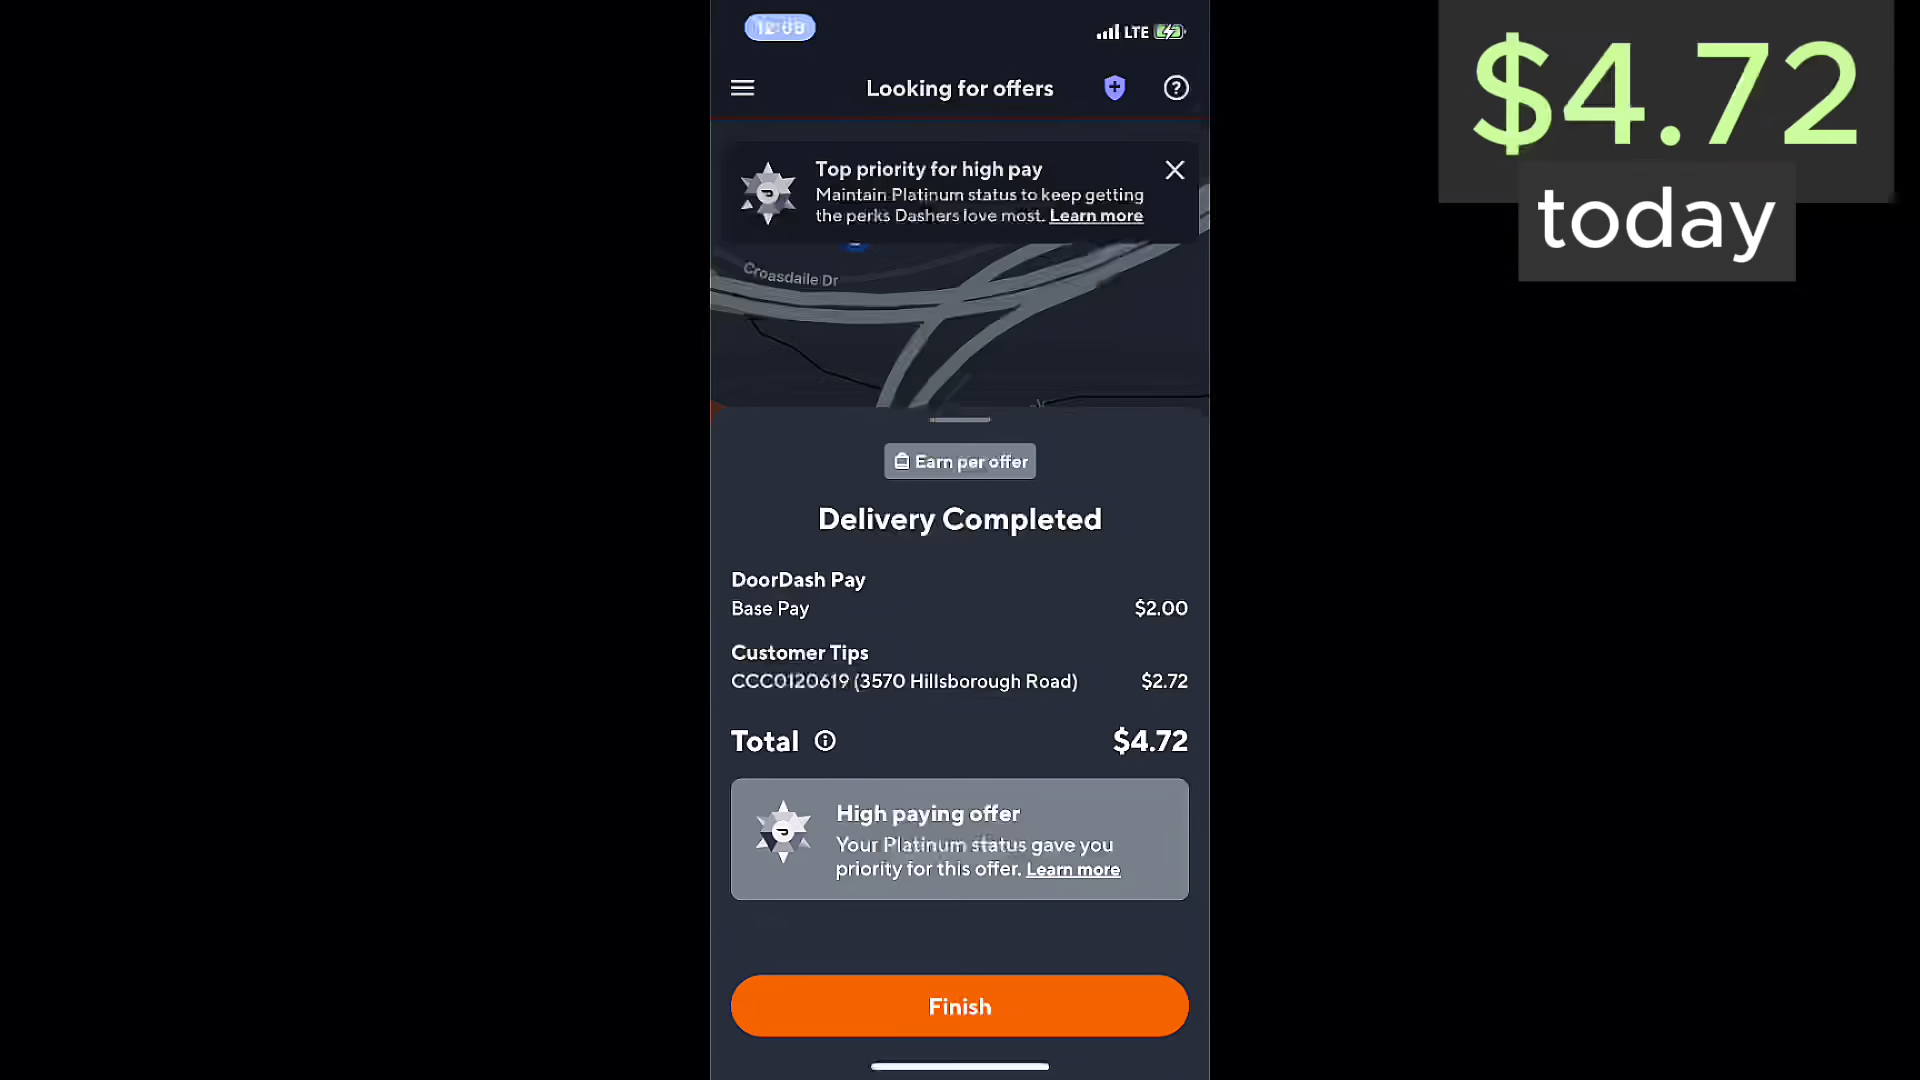 LTE
Looking for offers
$4.72
today
Top priority for high pay
Maintain Platinum status to keep getting
the perks Dashers love most. Learn more
Croasdaile Dr
Earn per offer
Delivery Completed
DoorDash Pay
Base Pay $2.00
Customer Tips
CCC0120619 (3570 Hillsborough Road) $2.72
Total $4.72
High paying offer
Your Platinum status gave you
priority for this offer. Learn more
Finish